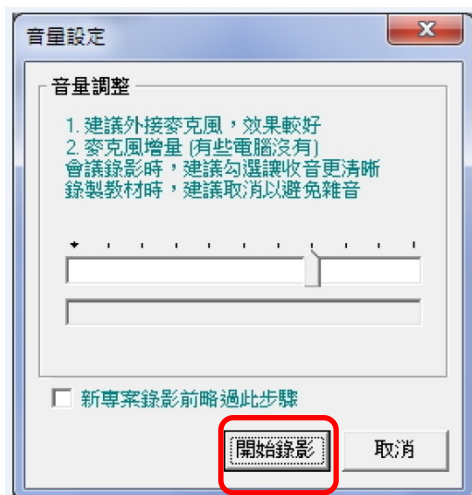 音量設定
音量調整
1. 建議外接麥克風，效果較好
2. 麥克風增量 (有些電腦沒有)
會議錄影時，建議勾選讓收音更清晰
錄製教材時，建議取消以避免雜音
新專案錄影前略過此步驟
開始錄影 取消